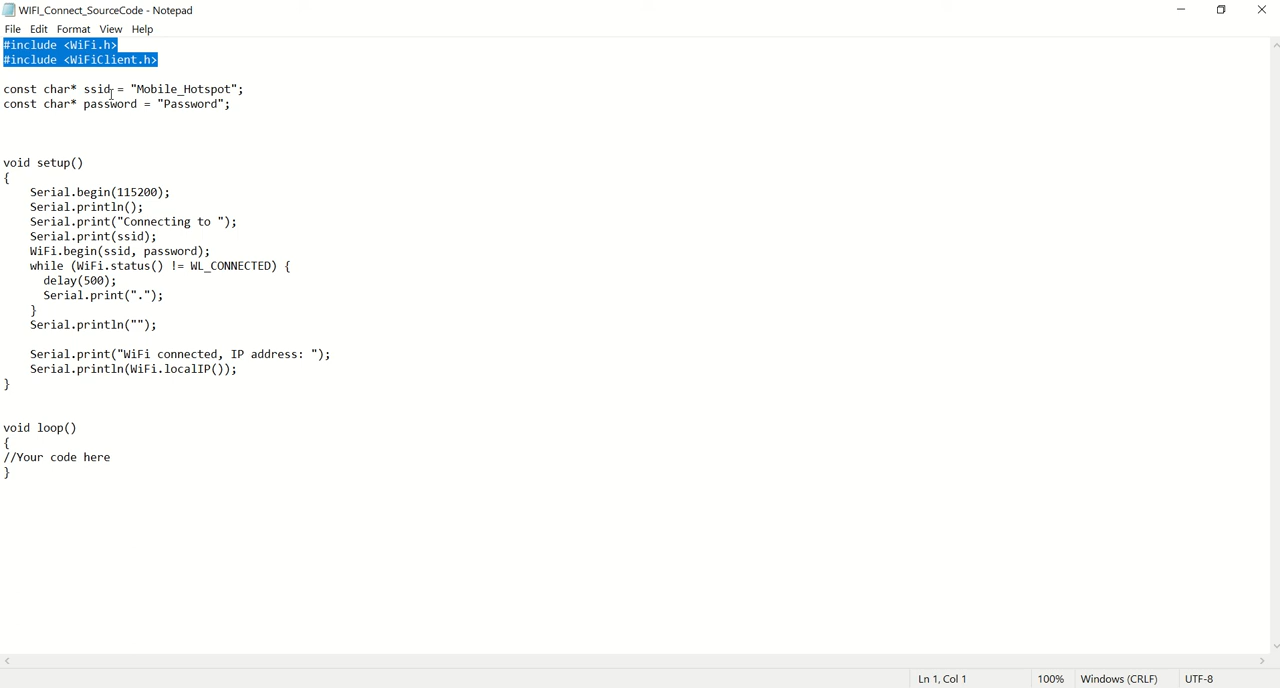 WIFI_Connect_SourceCode - Notepad
File Edit Format View Help
#include <WiFi.h>
#include <WiFiClient.h>
const char* ssid = "Mobile_Hotspot";
const char* password = "Password";
void setup()
{
Serial.begin(115200);
Serial.println();
Serial.print("Connecting to ");
Serial.print(ssid);
WiFi.begin(ssid, password);
while (WiFi.status() != WL_CONNECTED) {
delay(500);
Serial.print(".");
}
Serial.println("");
Serial.print("WiFi connected, IP address: ");
Serial.println(WiFi.localIP());
}
void loop()
{
//Your code here
}
Ln 1, Col 1 100% Windows (CRLF) UTF-8